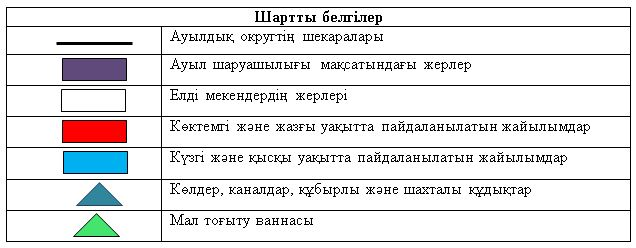 Шартты белгілер
Ауылдық округтің шекаралары
Ауыл шаруашылығы мақсатындағы жерлер
Елді мекендердің жерлері
Көктемгі және жазғы уақытта пайдаланылатын жайылымдар
Күзгі және қысқы уақытта пайдаланылатын жайылымдар
Көлдер, каналдар, құбырлы және шахталы құдықтар
Мал тоғыту ваннасы